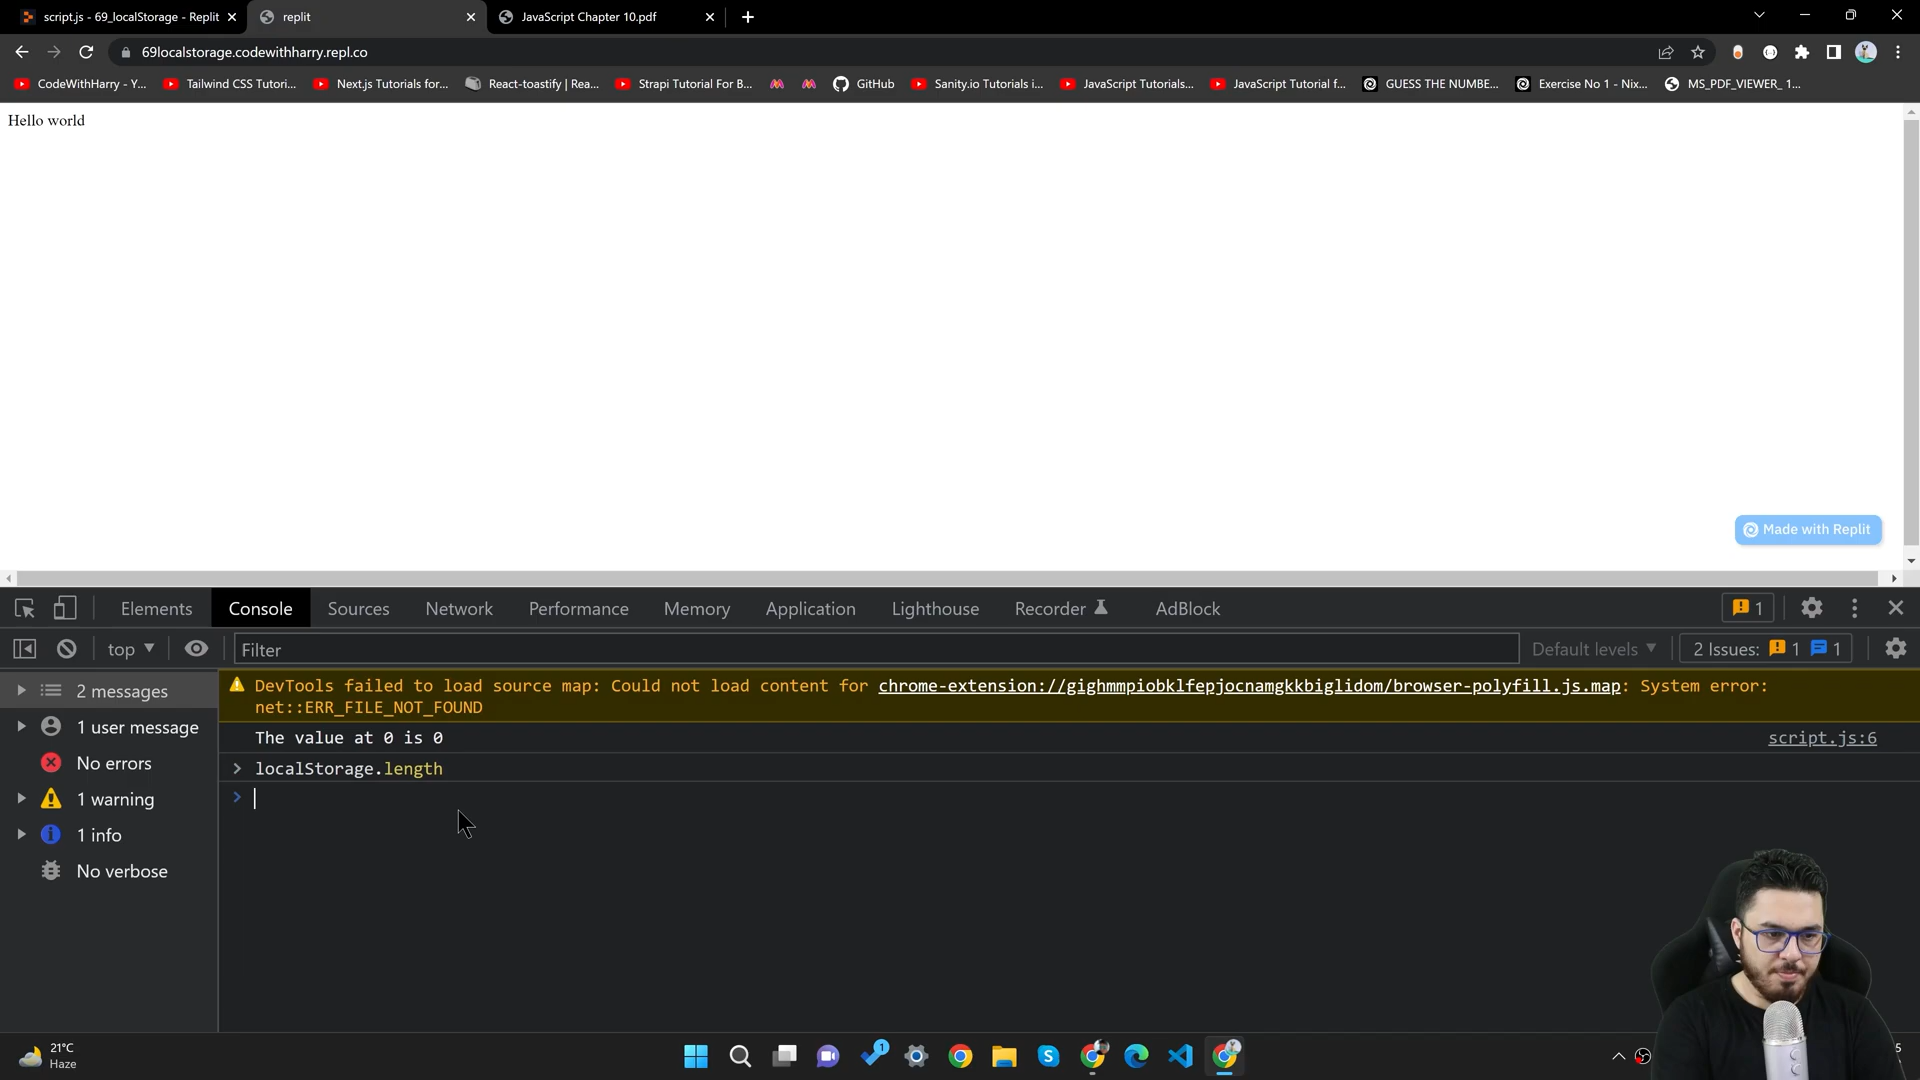 script.js - 69_localStorage - Replit
replit
JavaScript Chapter 10.pdf
69localstorage.codewithharry.repl.co
CodeWithHarry - Y...
Tailwind CSS Tutori...
Next.js Tutorials for...
React-toastify | Rea...
Strapi Tutorial For B...
GitHub
Sanity.io Tutorials i...
JavaScript Tutorials...
JavaScript Tutorial f...
GUESS THE NUMBE...
Exercise No 1 - Nix...
MS_PDF_VIEWER_ 1...
Hello world
Made with Replit
Elements
Console
Sources
Network
Performance
Memory
Application
Lighthouse
Recorder
AdBlock
1
top
Filter
Default levels
2 Issues: 1 1
2 messages
1 user message
No errors
1 warning
1 info
No verbose
DevTools failed to load source map: Could not load content for chrome-extension://gighmmpiobklfepjocnamgkkbiglidom/browser-polyfill.js.map: System error:
net::ERR_FILE_NOT_FOUND
The value at 0 is 0
script.js:6
> localStorage.length
>
21°C
Haze
1
5